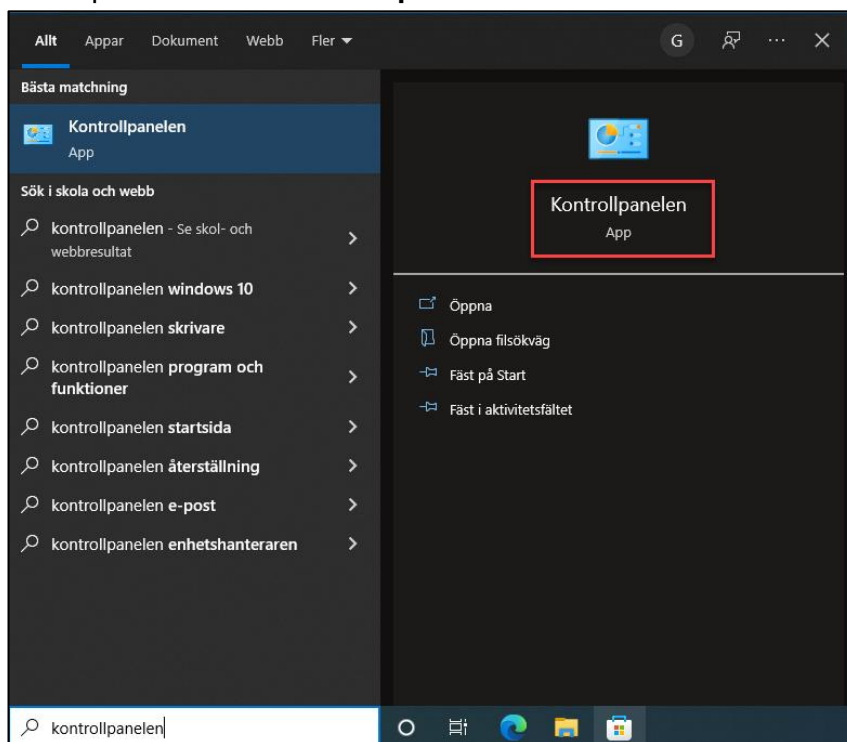 Allt Appar Dokument Webb Fler G
Bästa matchning
Kontrollpanelen
App
Sök i skola och webb
kontrollpanelen - Se skol- och
webbresultat
kontrollpanelen windows 10
kontrollpanelen skrivare
kontrollpanelen program och
funktioner
kontrollpanelen startsida
kontrollpanelen återställning
kontrollpanelen e-post
kontrollpanelen enhetshanteraren
Kontrollpanelen
App
Öppna
Öppna filsökväg
Fäst på Start
Fäst i aktivitetsfältet
kontrollpanelen